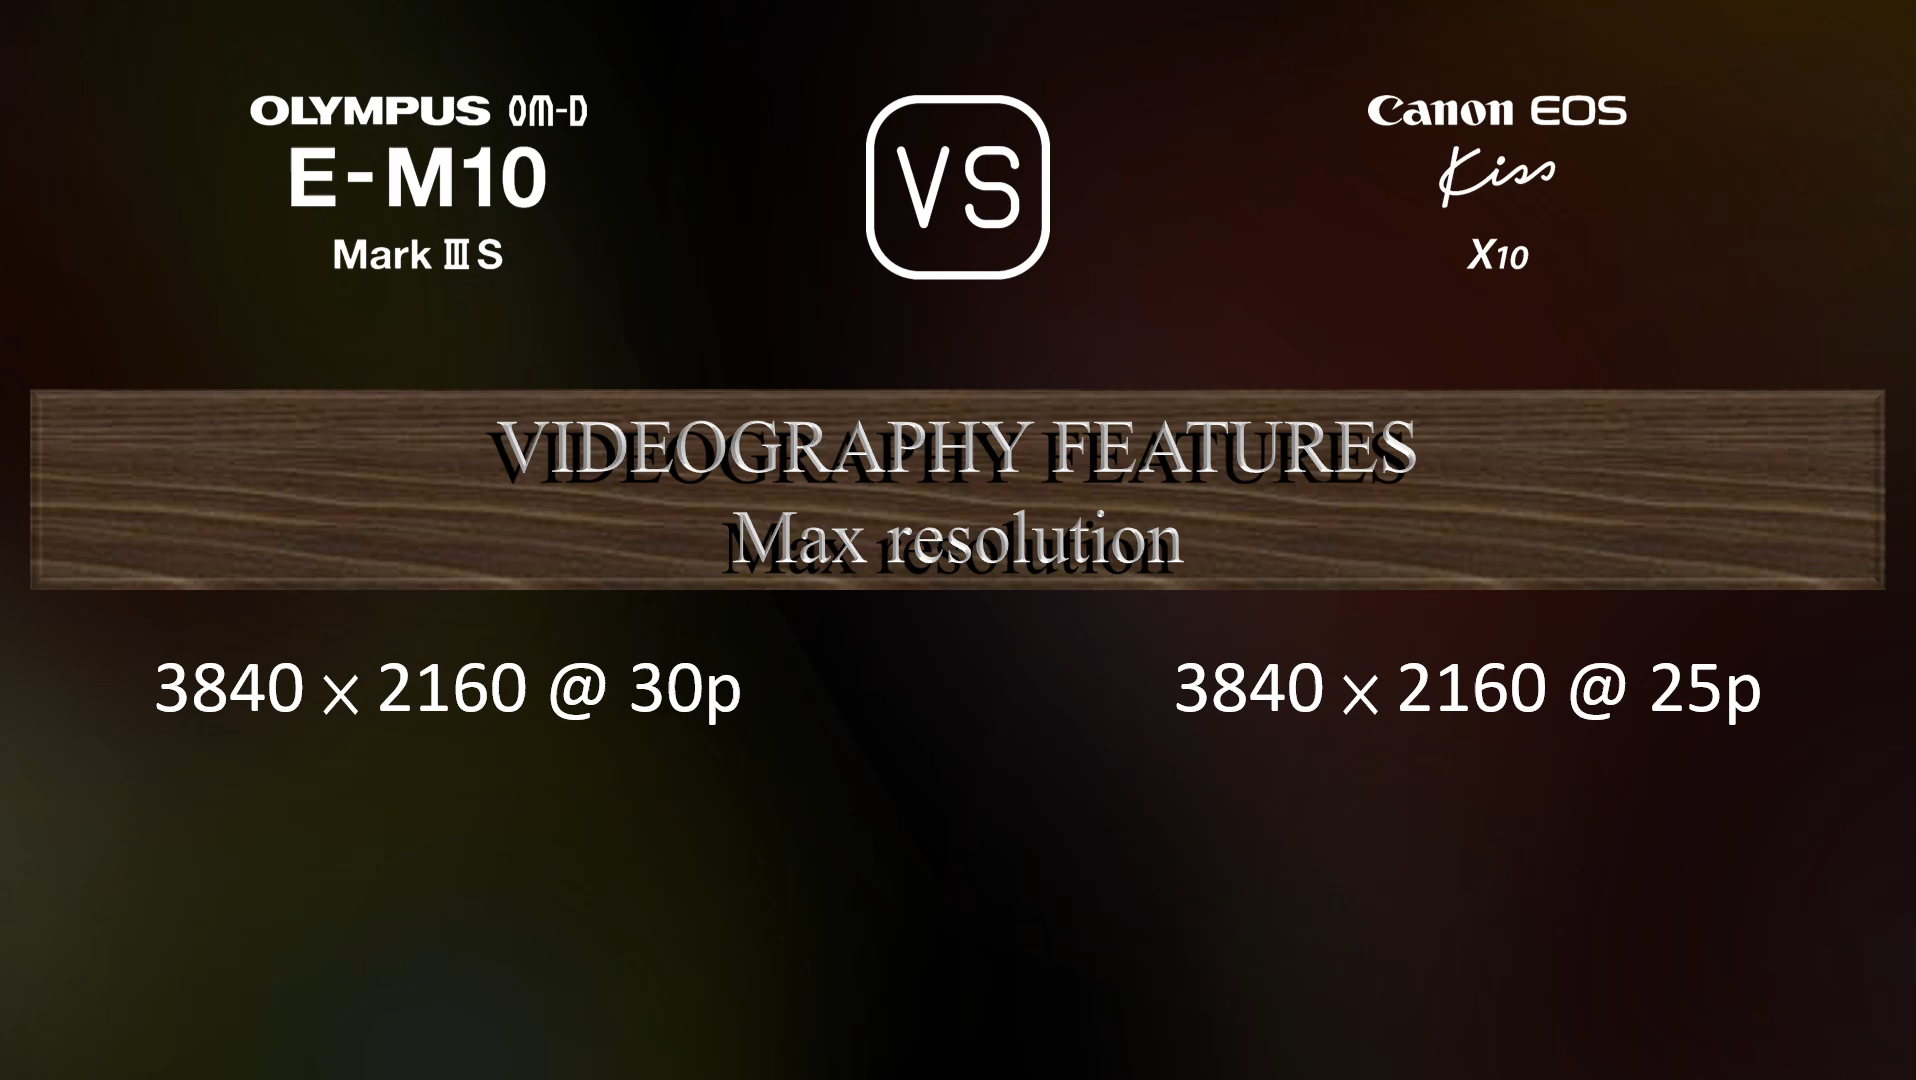 OLYMPUS OM-D
E-M10
Mark III S
VS
Canon EOS
Kiss
X10
VIDEOGRAPHY FEATURES
Max resolution
3840 x 2160 @ 30p
3840 x 2160 @ 25p